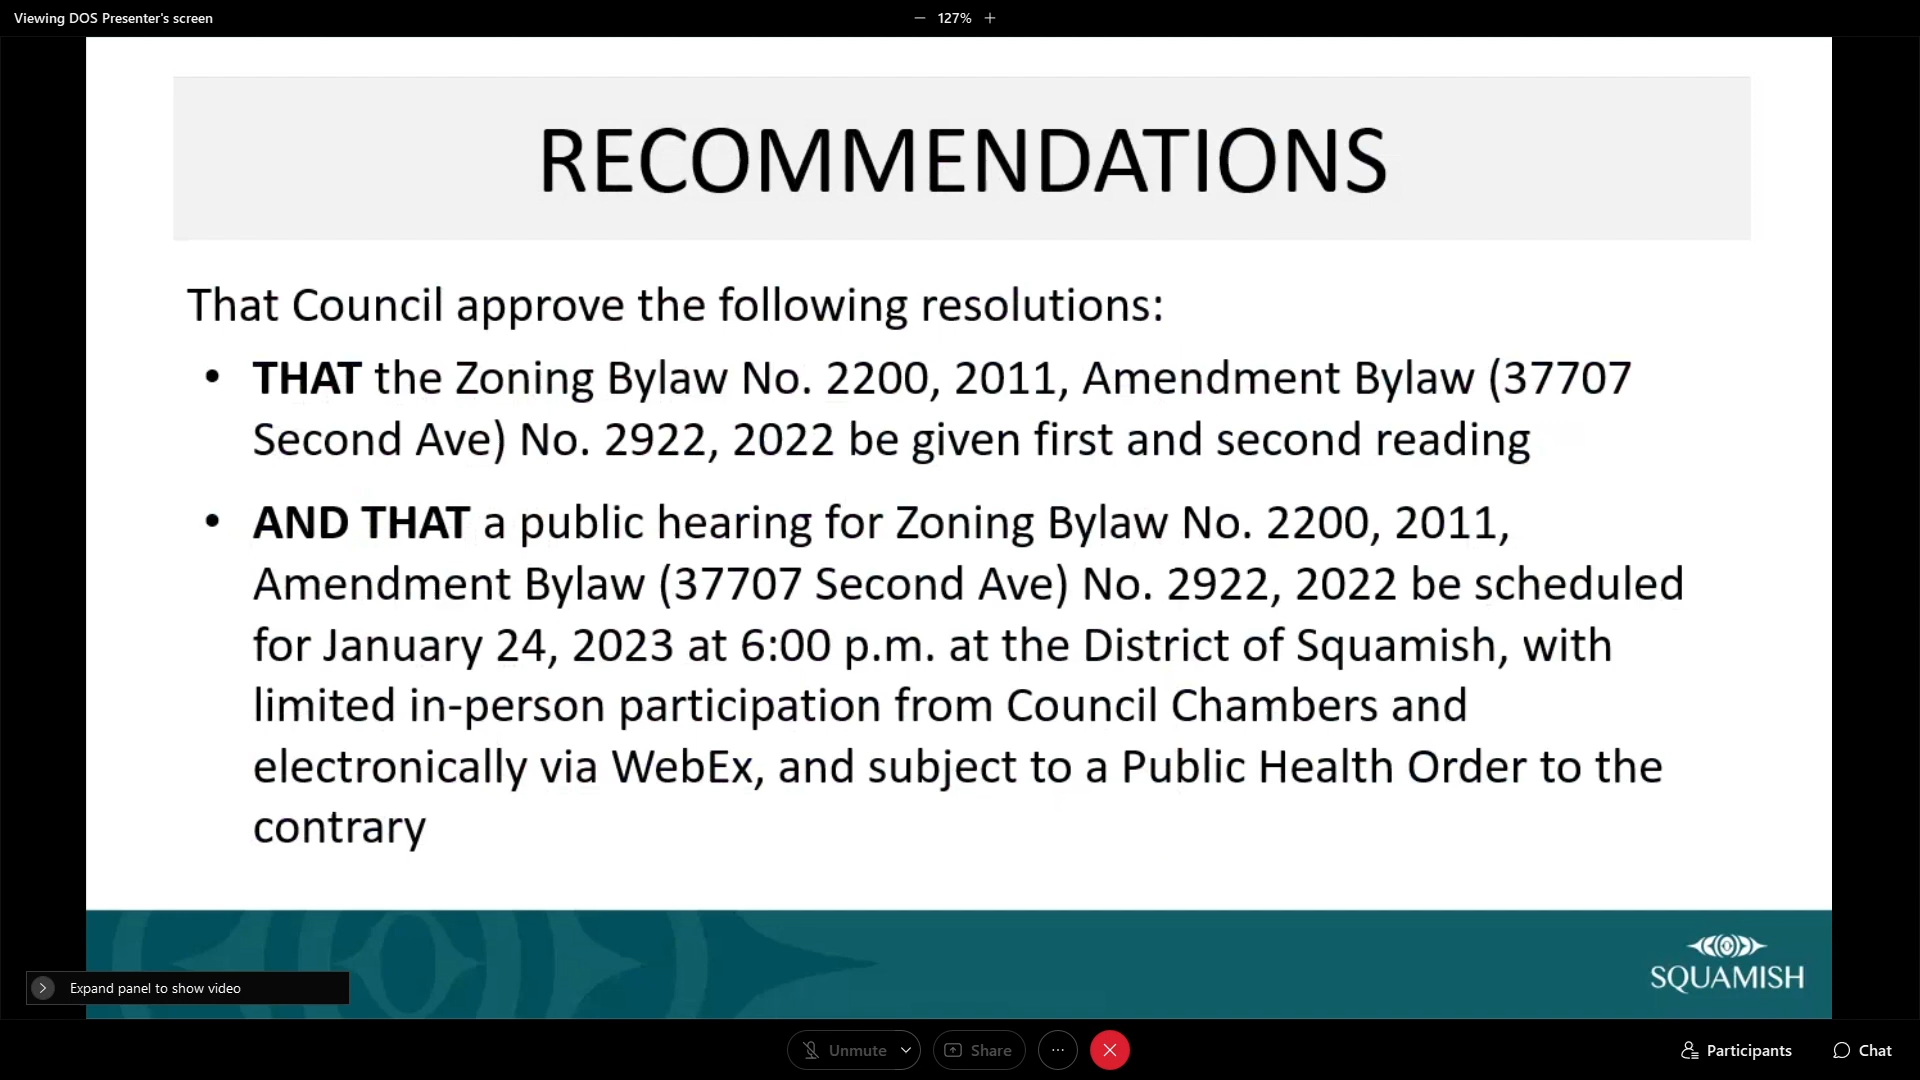 Viewing DOS Presenter's screen
127%
RECOMMENDATIONS
That Council approve the following resolutions:
• THAT the Zoning Bylaw No. 2200, 2011, Amendment Bylaw (37707
Second Ave) No. 2922, 2022 be given first and second reading
• AND THAT a public hearing for Zoning Bylaw No. 2200, 2011,
Amendment Bylaw (37707 Second Ave) No. 2922, 2022 be scheduled
for January 24, 2023 at 6:00 p.m. at the District of Squamish, with
limited in-person participation from Council Chambers and
electronically via WebEx, and subject to a Public Health Order to the
contrary
SQUAMISH
Expand panel to show video
Unmute
Share
Participants
Chat